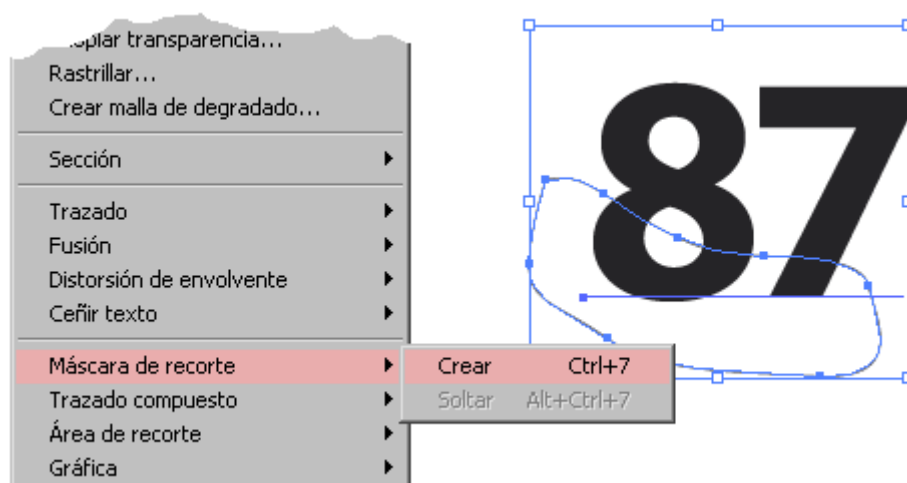 transparencia...
Rastrillar...
Crear malla de degradado...
Sección
Trazado
Fusión
Distorsión de envolvente
Ceñir texto
Máscara de recorte
Trazado compuesto
Área de recorte
Gráfica
Crear Ctrl+7
Soltar Alt+Ctrl+7
87